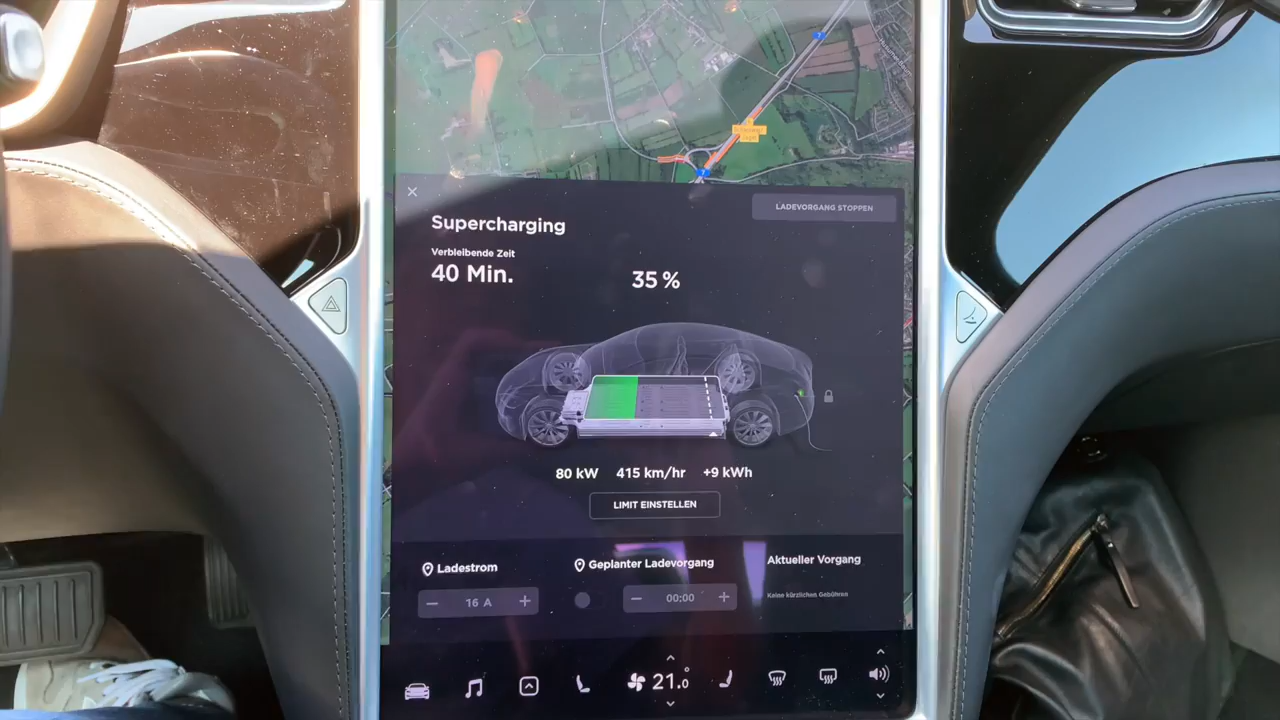 LADEVORGANG STOPPEN
Supercharging
Verbleibende Zeit
40 Min.
35 %
80 kW 415 km/hr +9 kWh
LIMIT EINSTELLEN
Ladestrom
Geplanter Ladevorgang
Aktueller Vorgang
− 16 A +
− 00:00 +
Keine kürzlichen Gebühren
21.0°